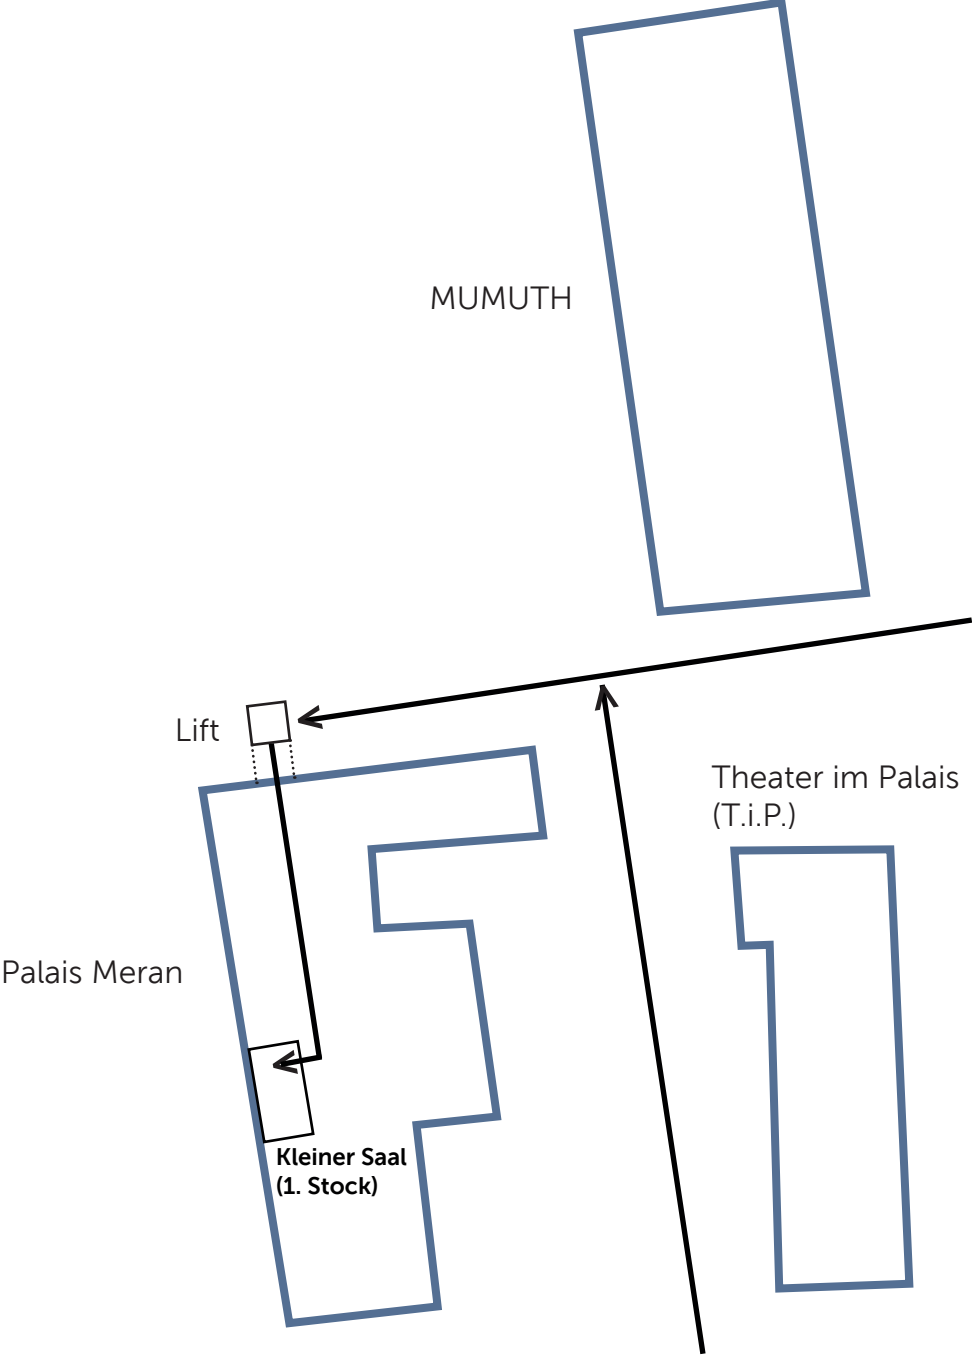 MUMUTH
Lift
Theater im Palais
(T.i.P.)
Palais Meran
Kleiner Saal
(1. Stock)